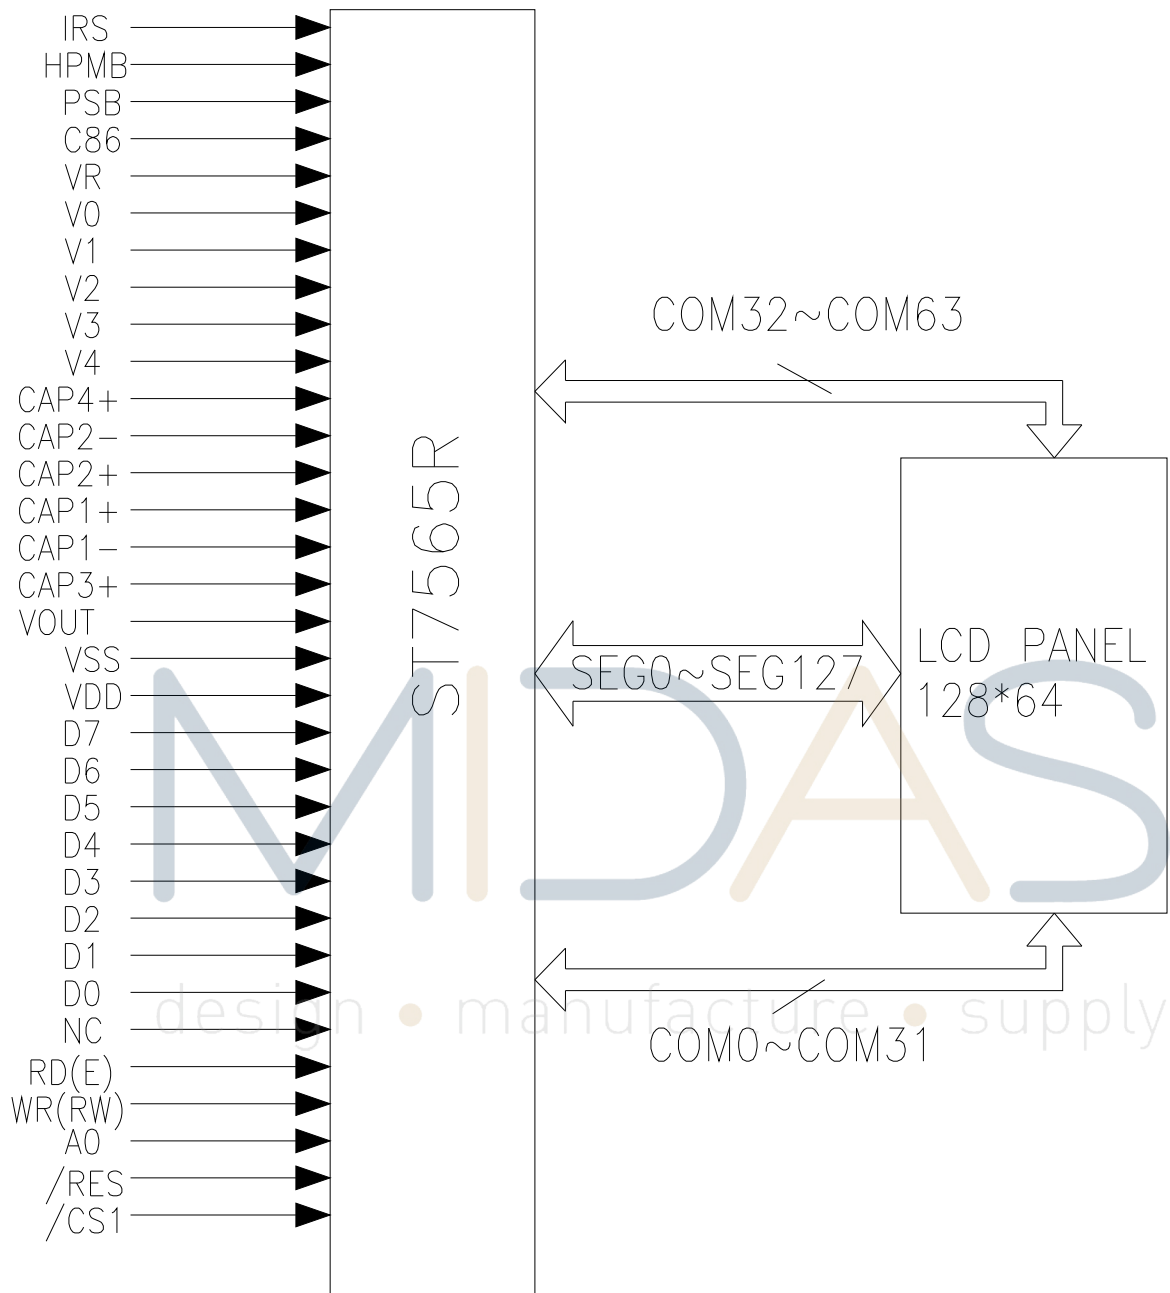 IRS
HPMB
PSB
C86
VR
V0
V1
V2
V3
V4
CAP4+
CAP2-
CAP2+
CAP1+
CAP1-
CAP3+
VOUT
VSS
VDD
D7
D6
D5
D4
D3
D2
D1
D0
NC
RD(E)
WR(RW)
A0
/RES
/CS1
ST7565R
COM32~COM63
SEG0~SEG127
LCD PANEL
128*64
COM0~COM31
MIDAS
design • manufacture • supply